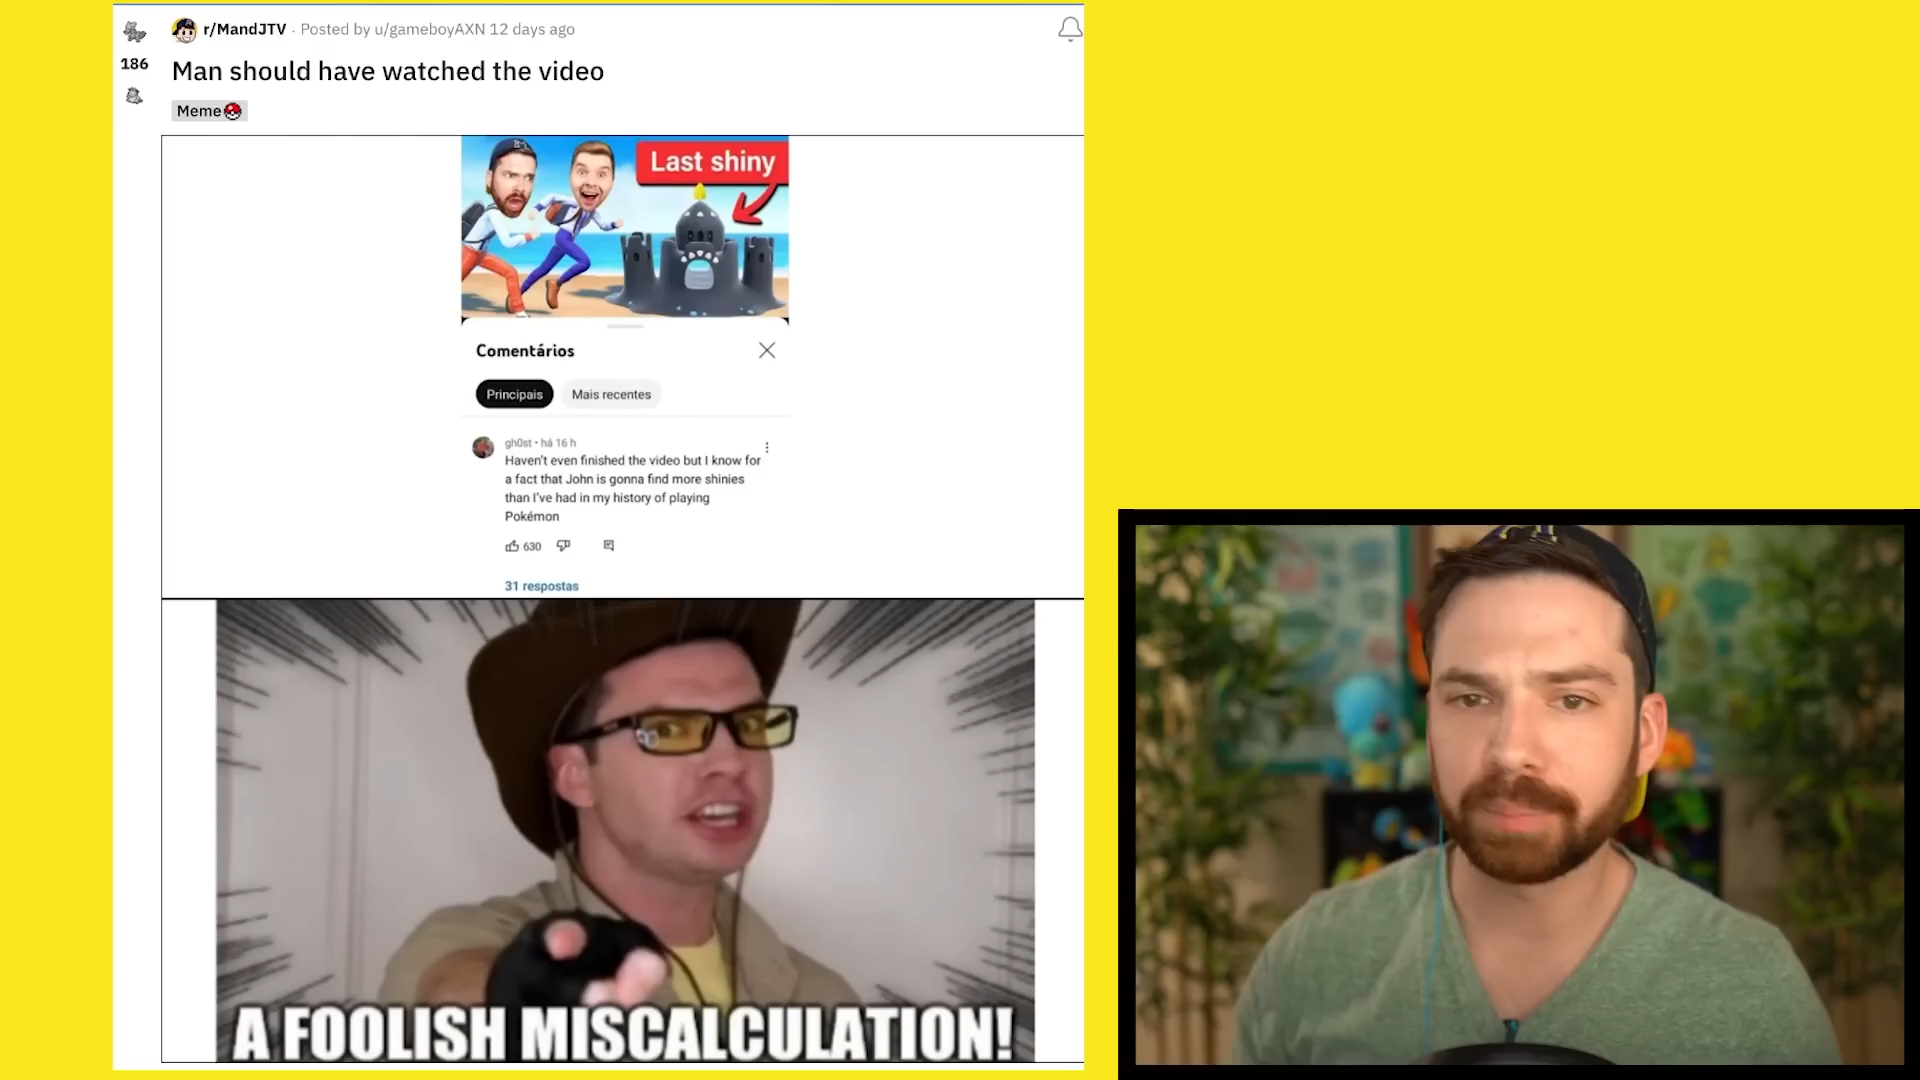 r/MandJTV · Posted by u/gameboyAXN 12 days ago
186
Man should have watched the video
Meme
Last shiny
Comentários
Principais
Mais recentes
gh0st • há 16 h
Haven't even finished the video but I know for
a fact that John is gonna find more shinies
than I've had in my history of playing
Pokémon
630
31 respostas
A FOOLISH MISCALCULATION!